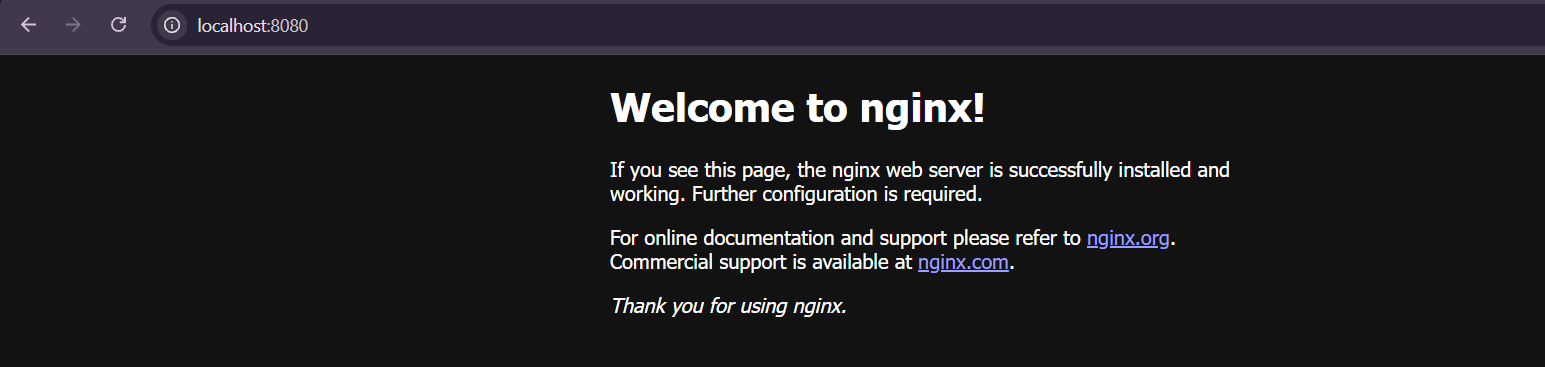 localhost:8080
Welcome to nginx!
If you see this page, the nginx web server is successfully installed and
working. Further configuration is required.
For online documentation and support please refer to nginx.org.
Commercial support is available at nginx.com.
Thank you for using nginx.